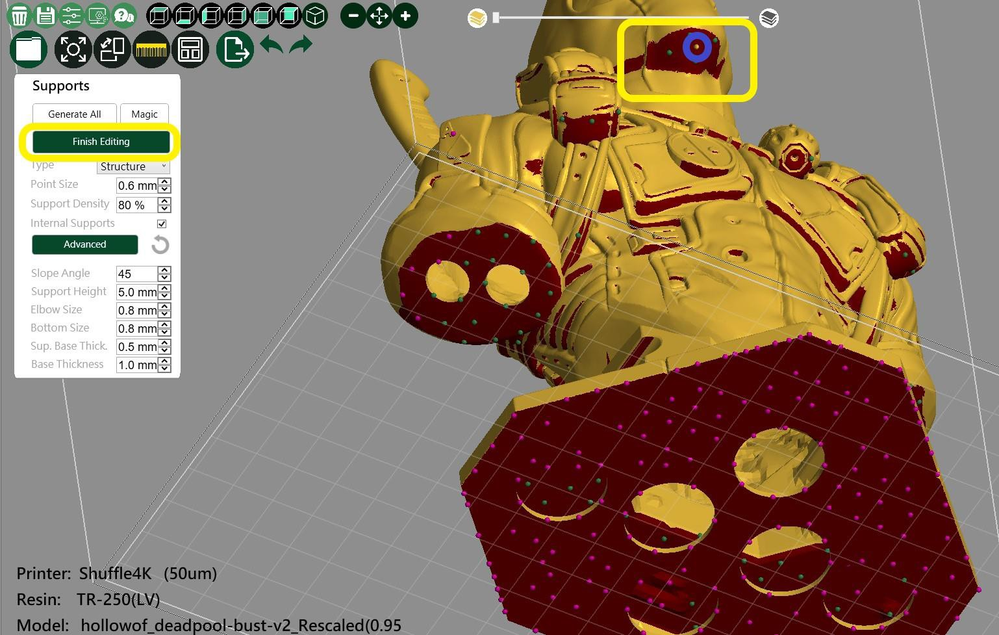 Supports
Generate All Magic
Finish Editing
Type Structure
Point Size 0.6 mm
Support Density 80 %
Internal Supports
Advanced
Slope Angle 45
Support Height 5.0 mm
Elbow Size 0.8 mm
Bottom Size 0.8 mm
Sup. Base Thick. 0.5 mm
Base Thickness 1.0 mm
Printer: Shuffle4K (50um)
Resin: TR-250(LV)
Model: hollowof_deadpool-bust-v2_Rescaled(0.95